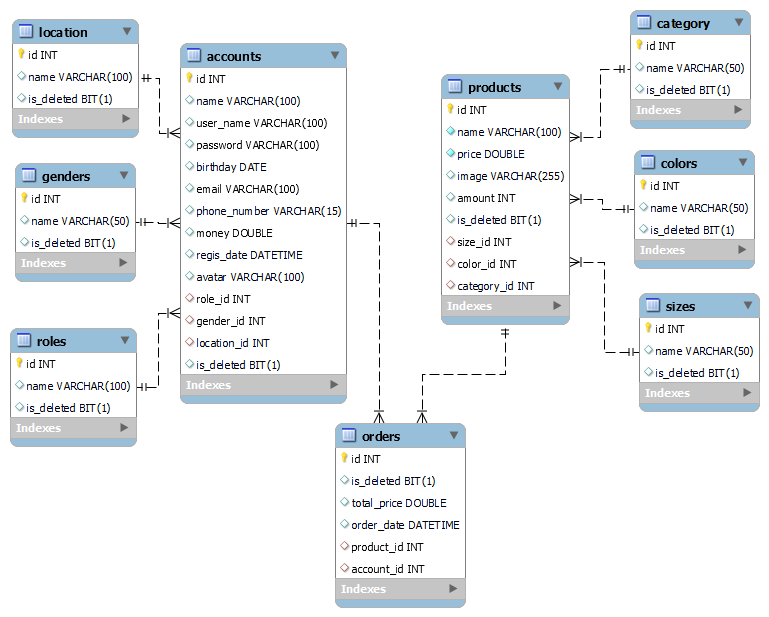 location
id INT
name VARCHAR(100)
is_deleted BIT(1)
Indexes
genders
id INT
name VARCHAR(50)
is_deleted BIT(1)
Indexes
roles
id INT
name VARCHAR(100)
is_deleted BIT(1)
Indexes
accounts
id INT
name VARCHAR(100)
user_name VARCHAR(100)
password VARCHAR(100)
birthday DATE
email VARCHAR(100)
phone_number VARCHAR(15)
money DOUBLE
regis_date DATETIME
avatar VARCHAR(100)
role_id INT
gender_id INT
location_id INT
is_deleted BIT(1)
Indexes
orders
id INT
is_deleted BIT(1)
total_price DOUBLE
order_date DATETIME
product_id INT
account_id INT
Indexes
products
id INT
name VARCHAR(100)
price DOUBLE
image VARCHAR(255)
amount INT
is_deleted BIT(1)
size_id INT
color_id INT
category_id INT
Indexes
category
id INT
name VARCHAR(50)
is_deleted BIT(1)
Indexes
colors
id INT
name VARCHAR(50)
is_deleted BIT(1)
Indexes
sizes
id INT
name VARCHAR(50)
is_deleted BIT(1)
Indexes